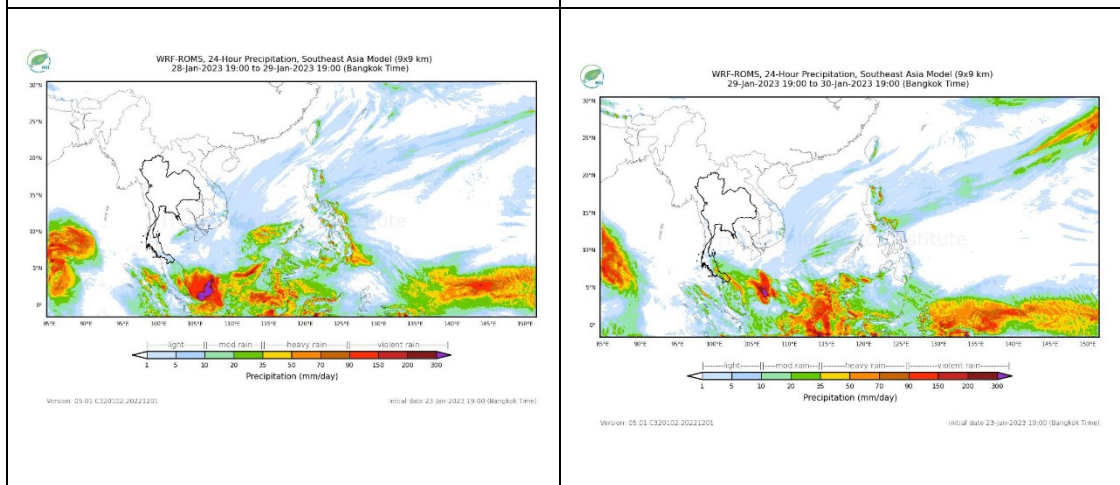 WRF-ROMS, 24-Hour Precipitation, Southeast Asia Model (9x9 km)
28-Jan-2023 19:00 to 29-Jan-2023 19:00 (Bangkok Time)
30°N
25°N
20°N
15°N
10°N
5°N
0°
85°E 90°E 95°E 100°E 105°E 110°E 115°E 120°E 125°E 130°E 135°E 140°E 145°E 150°E
light mod.rain heavy rain violent rain
1 5 10 20 35 50 70 90 150 200 300
Precipitation (mm/day)
Version: 05.01.C320102.20221201 initial date 23-Jan-2023 19:00 (Bangkok Time)
WRF-ROMS, 24-Hour Precipitation, Southeast Asia Model (9x9 km)
29-Jan-2023 19:00 to 30-Jan-2023 19:00 (Bangkok Time)
30°N
25°N
20°N
15°N
10°N
5°N
0°
85°E 90°E 95°E 100°E 105°E 110°E 115°E 120°E 125°E 130°E 135°E 140°E 145°E 150°E
light mod.rain heavy rain violent rain
1 5 10 20 35 50 70 90 150 200 300
Precipitation (mm/day)
Version: 05.01.C320102.20221201 initial date 23-Jan-2023 19:00 (Bangkok Time)